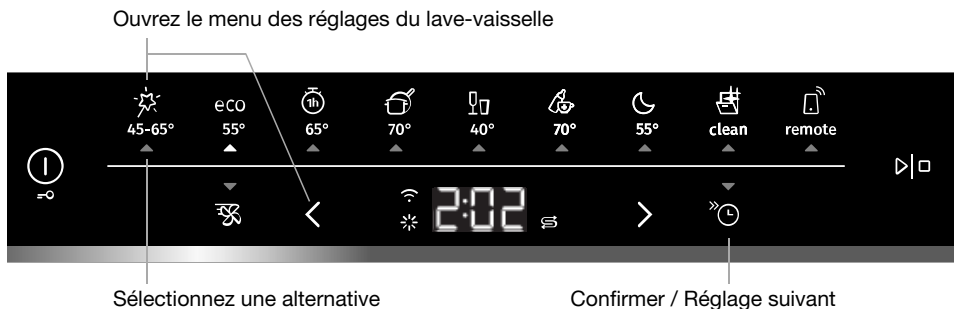 Ouvrez le menu des réglages du lave-vaisselle
eco 1h
45-65° 55° 65° 70° 40° 70° 55° clean remote
2:02
Sélectionnez une alternative Confirmer / Réglage suivant